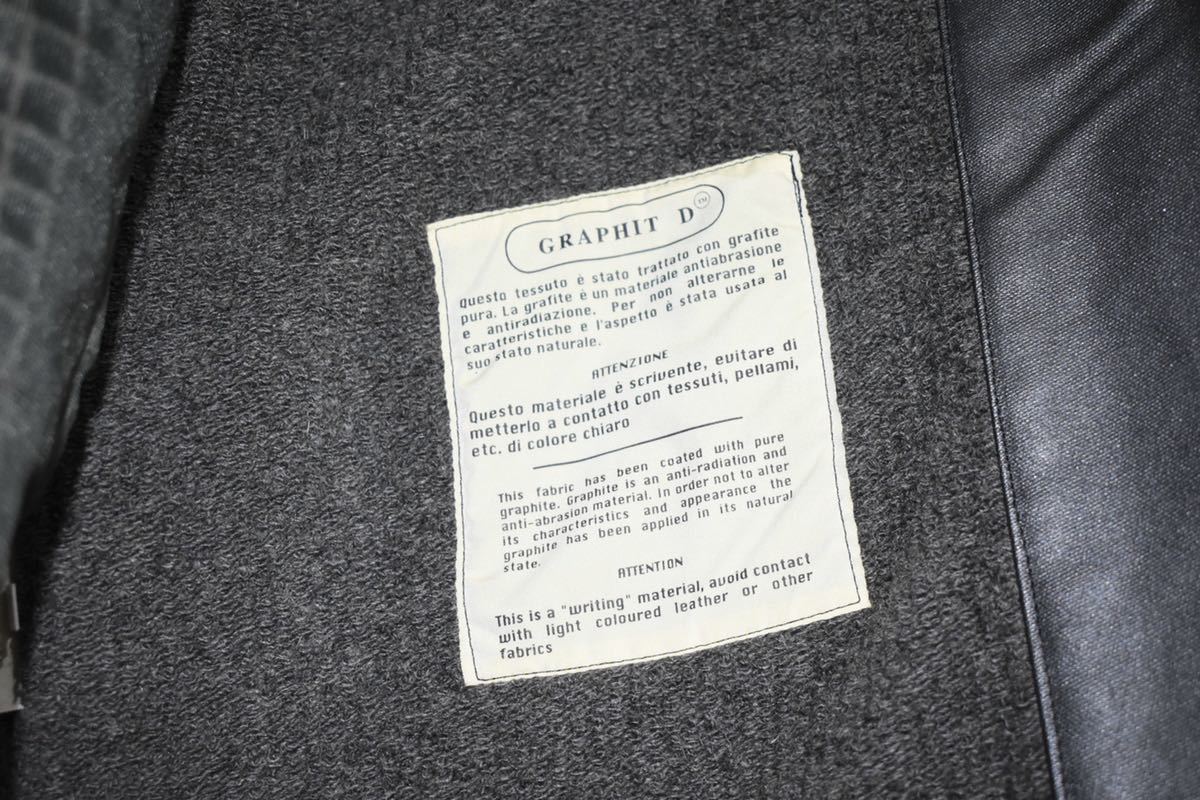 GRAPHIT D™
Questo tessuto è stato trattato con grafite
pura. La grafite è un materiale antiabrasione
e antiradiazione. Per non alterarne le
caratteristiche e l'aspetto è stata usata al
suo stato naturale.
ATTENZIONE
Questo materiale è scrivente, evitare di
metterlo a contatto con tessuti, pellami,
etc. di colore chiaro
This fabric has been coated with pure
graphite. Graphite is an anti-radiation and
anti-abrasion material. In order not to alter
its characteristics and appearance the
graphite has been applied in its natural
state.
ATTENTION
This is a "writing" material, avoid contact
with light coloured leather or other
fabrics